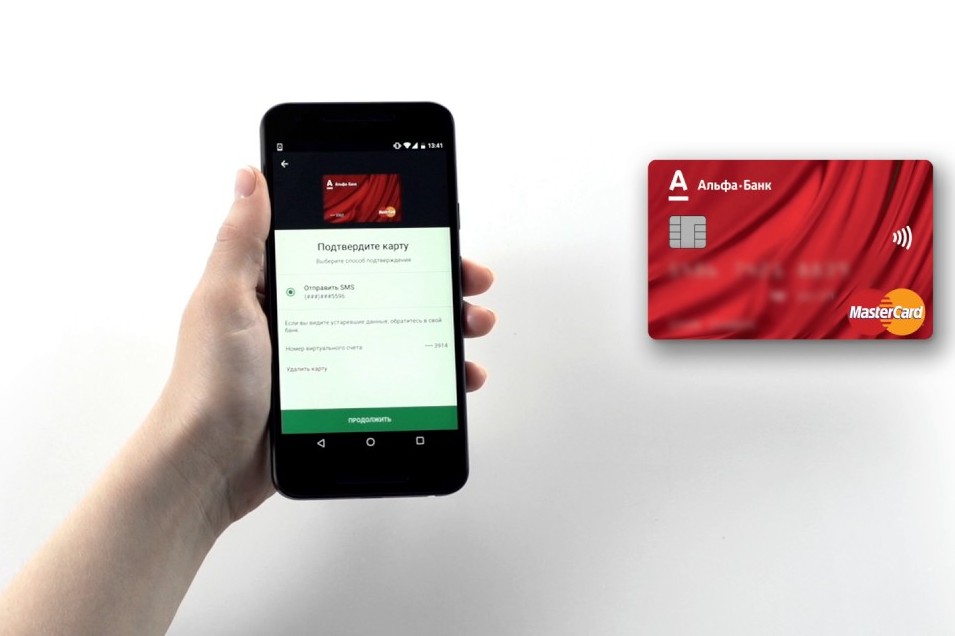 13:41
Альфа·Банк
MasterCard
Подтвердите карту
Выберите способ подтверждения
Отправить SMS
(###)###5596
Если вы видите устаревшие данные, обратитесь в свой
банк.
Номер виртуального счета
3914
Удалить карту
ПРОДОЛЖИТЬ
Альфа·Банк
MasterCard